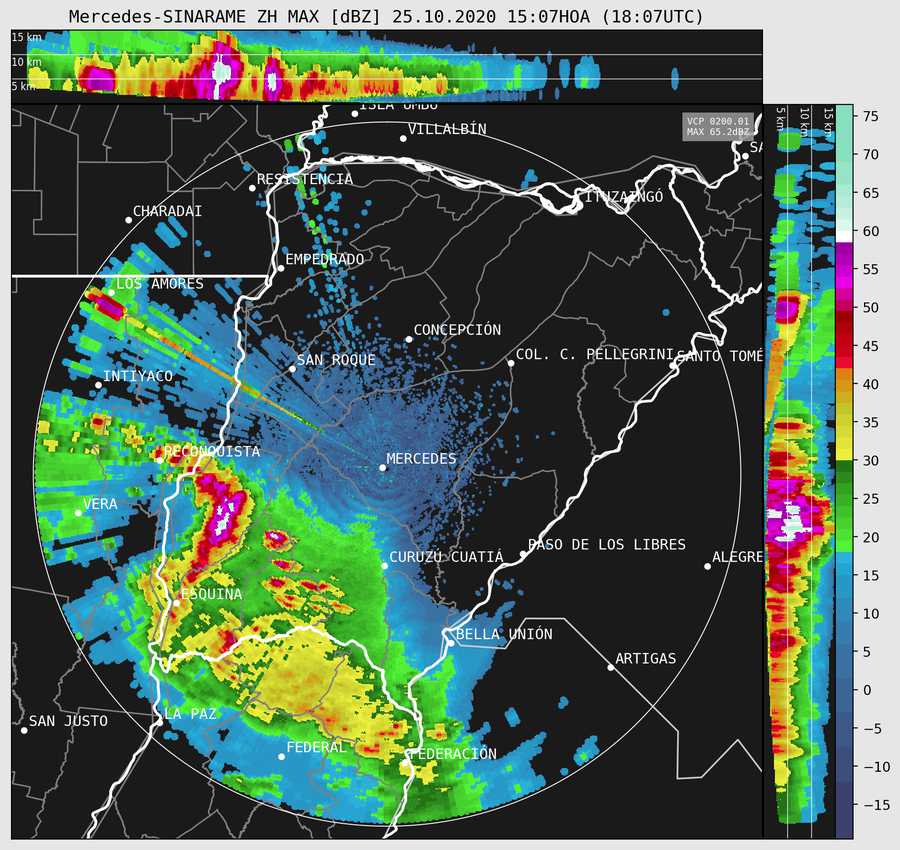 Mercedes-SINARAME ZH MAX [dBZ] 25.10.2020 15:07HOA (18:07UTC)
15 km
10 km
5 km
ISLA UMBÚ
VILLALBÍN
VCP 0200.01
MAX 65.2dBZ
SA
5 km
10 km
15 km
RESISTENCIA
ITUZAINGÓ
CHARADAI
EMPEDRADO
LOS AMORES
CONCEPCIÓN
SAN ROQUE
COL. C. PELLEGRINI
SANTO TOMÉ
INTIYACO
RECONQUISTA
MERCEDES
VERA
PASO DE LOS LIBRES
CURUZÚ CUATIÁ
ALEGRE
ESQUINA
BELLA UNIÓN
ARTIGAS
LA PAZ
SAN JUSTO
FEDERAL
FEDERACIÓN
75
70
65
60
55
50
45
40
35
30
25
20
15
10
5
0
−5
−10
−15